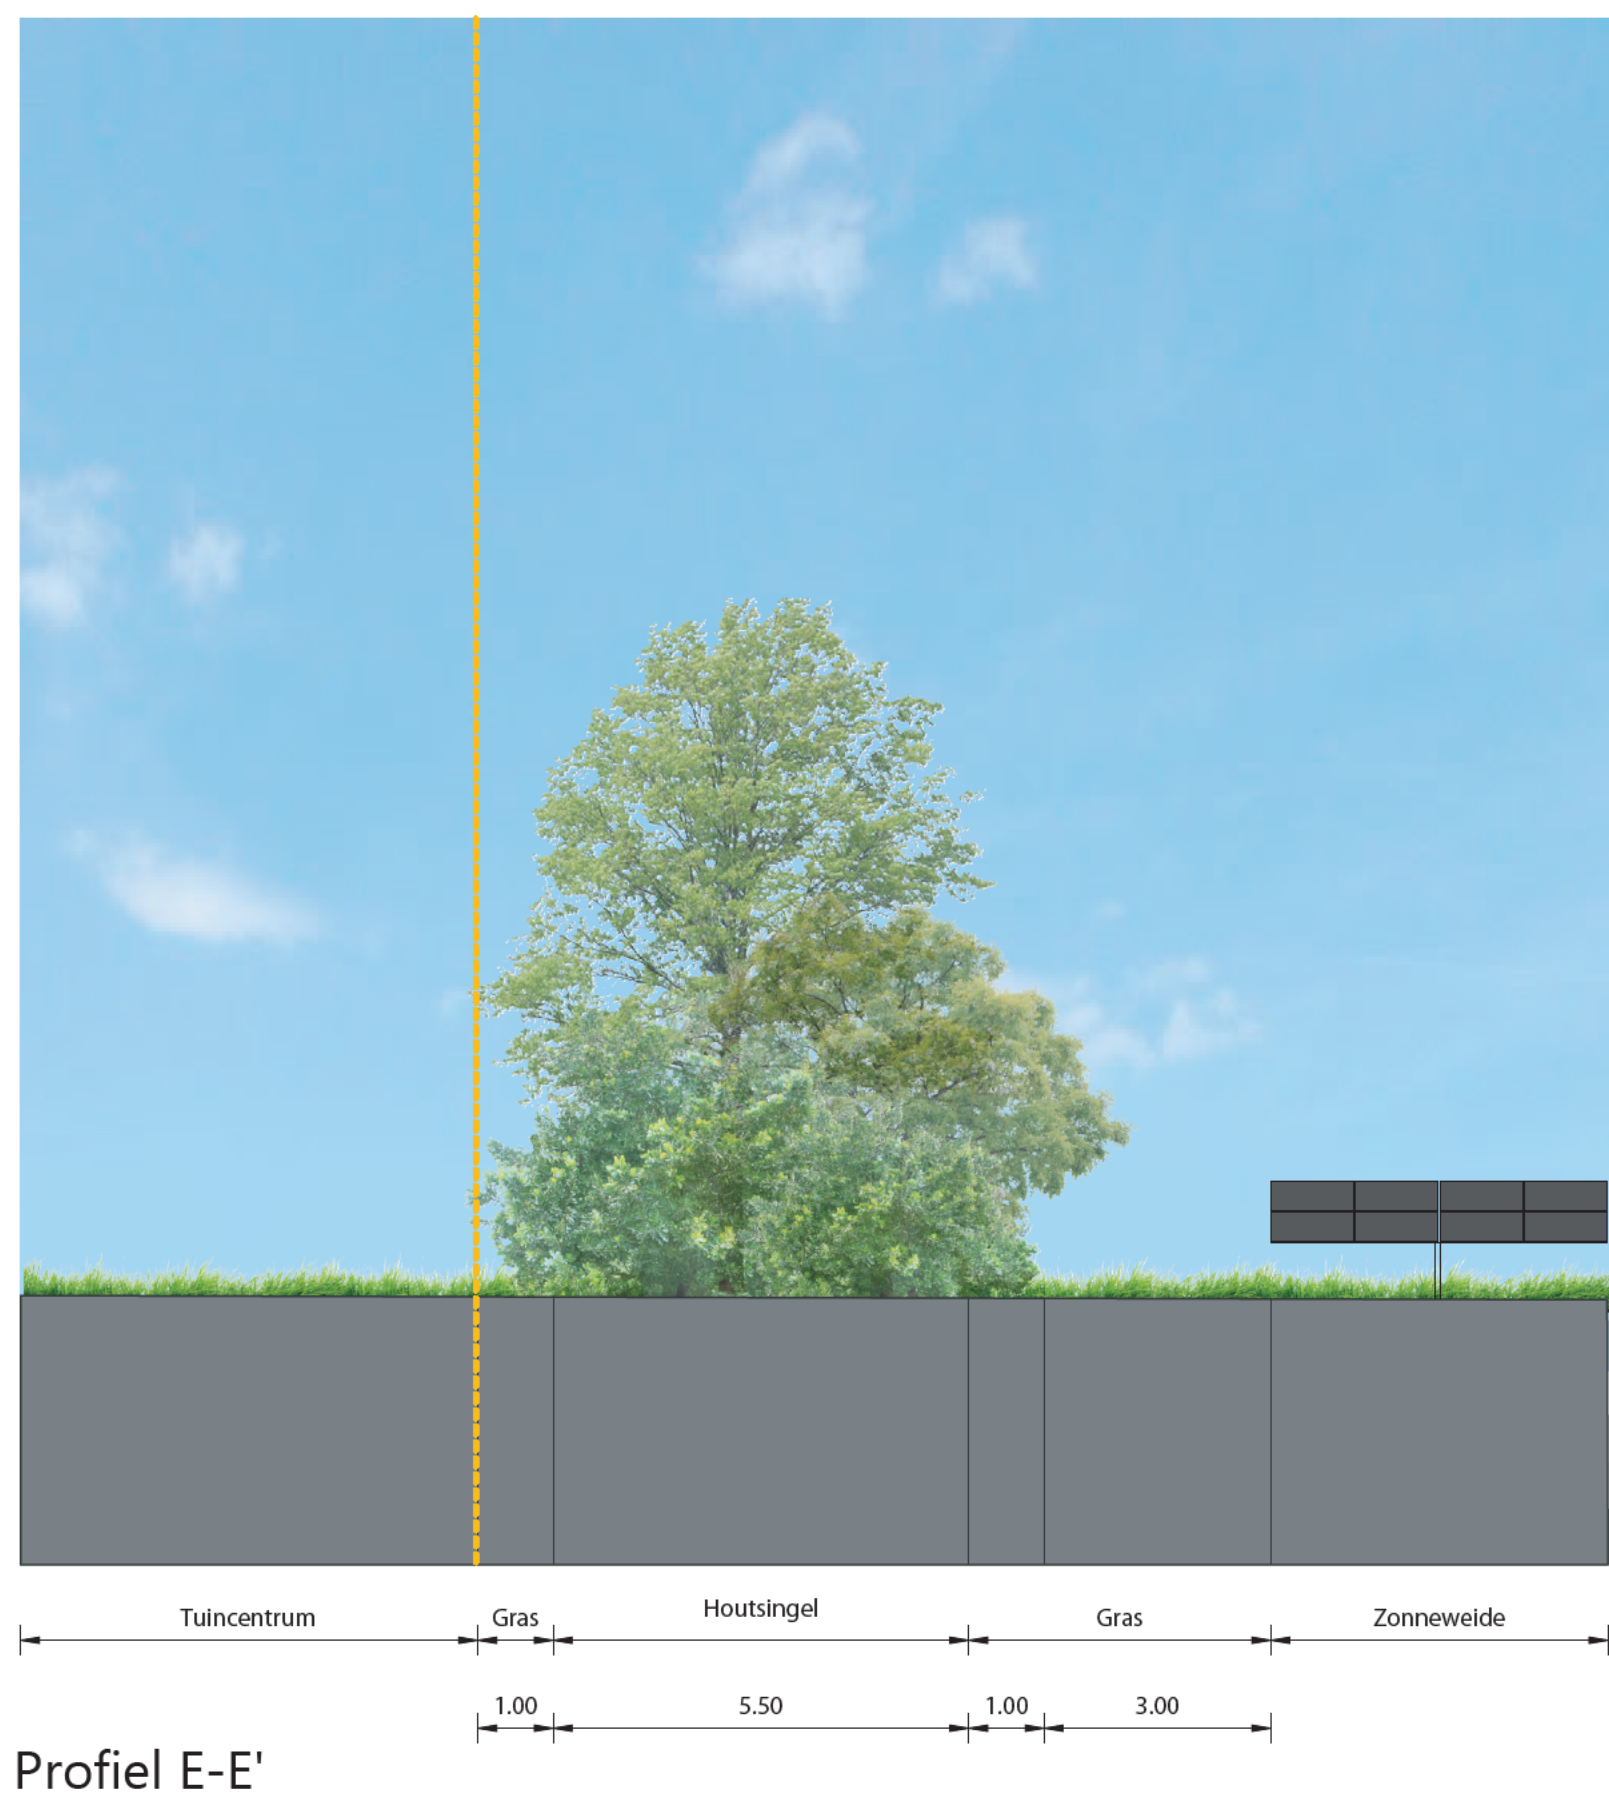 Tuincentrum Gras Houtsingel Gras Zonneweide
1.00 5.50 1.00 3.00
Profiel E-E'